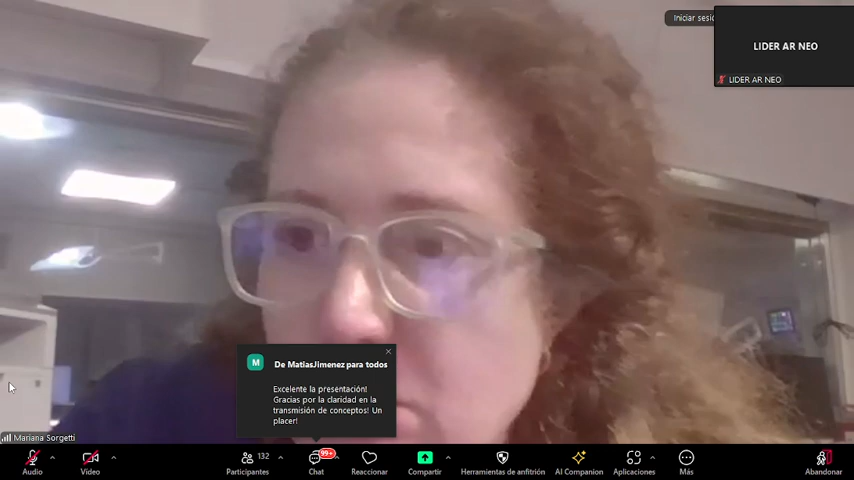 Iniciar sesió
LIDER AR NEO
LIDER AR NEO
De MatiasJimenez para todos
M
Excelente la presentación!
Gracias por la claridad en la
transmisión de conceptos! Un
placer!
Mariana Sorgetti
132
99+
Audio
Vídeo
Participantes
Chat
Reaccionar
Compartir
Herramientas de anfitrión
AI Companion
Aplicaciones
Más
Abandonar